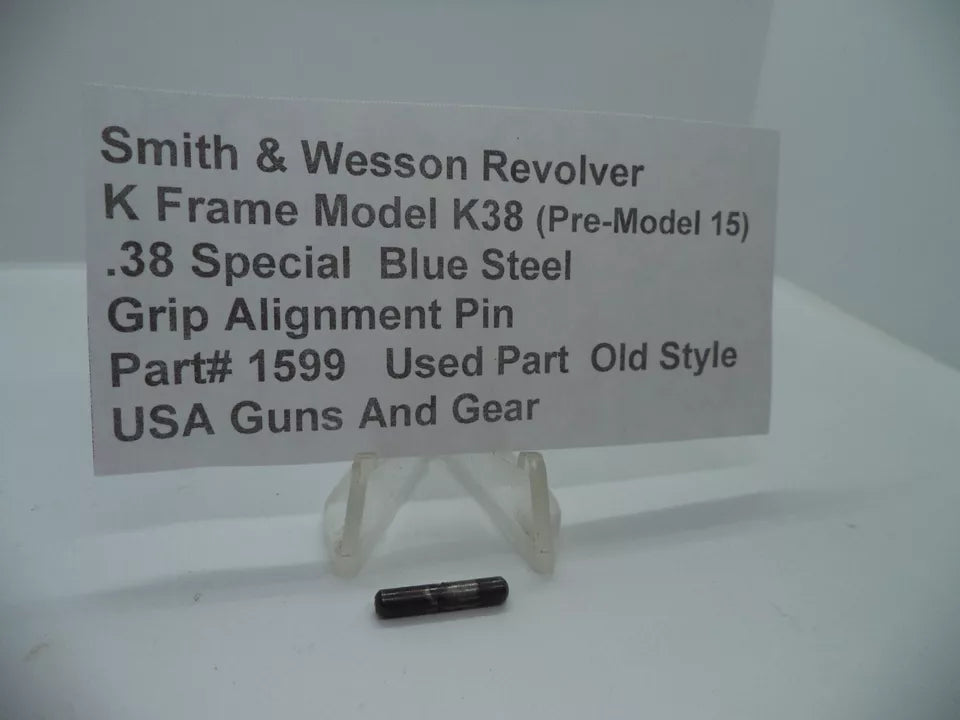 Smith & Wesson Revolver
K Frame Model K38 (Pre-Model 15)
.38 Special Blue Steel
Grip Alignment Pin
Part# 1599 Used Part Old Style
USA Guns And Gear